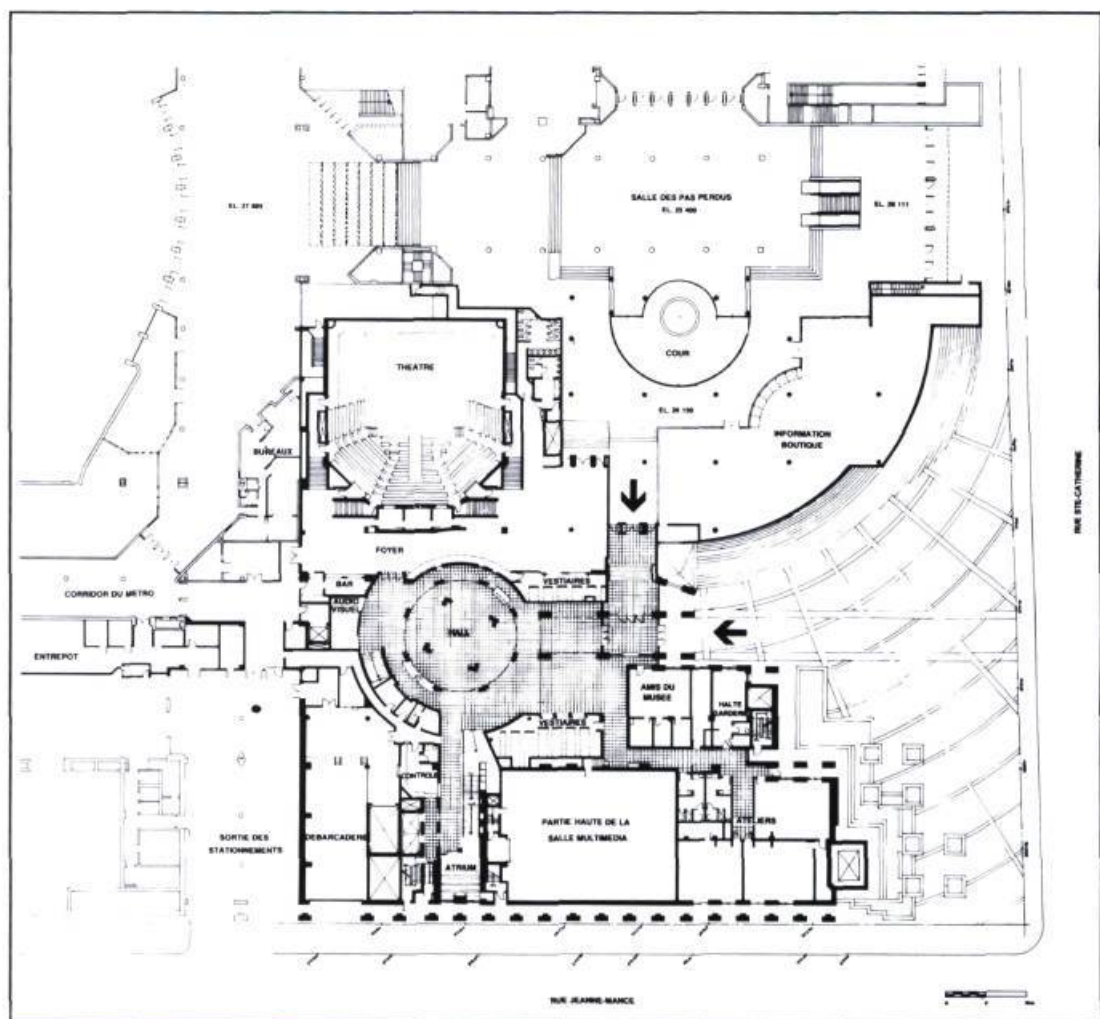 SALLE DES PAS PERDUS
THEATRE
COUR
INFORMATION
BOUTIQUE
BUREAUX
RUE STE-CATHERINE
FOYER
BAR
VESTIAIRES
AUDIO
VISUEL
CORRIDOR DU METRO
HALL
ENTREPOT
AMIS DU
MUSEE
HALTE
GARDERIE
VESTIAIRES
CONTROLE
PARTIE HAUTE DE LA
SALLE MULTIMEDIA
ATELIERS
SORTIE DES
STATIONNEMENTS
DEBARCADERE
ATRIUM
RUE JEANNE-MANCE